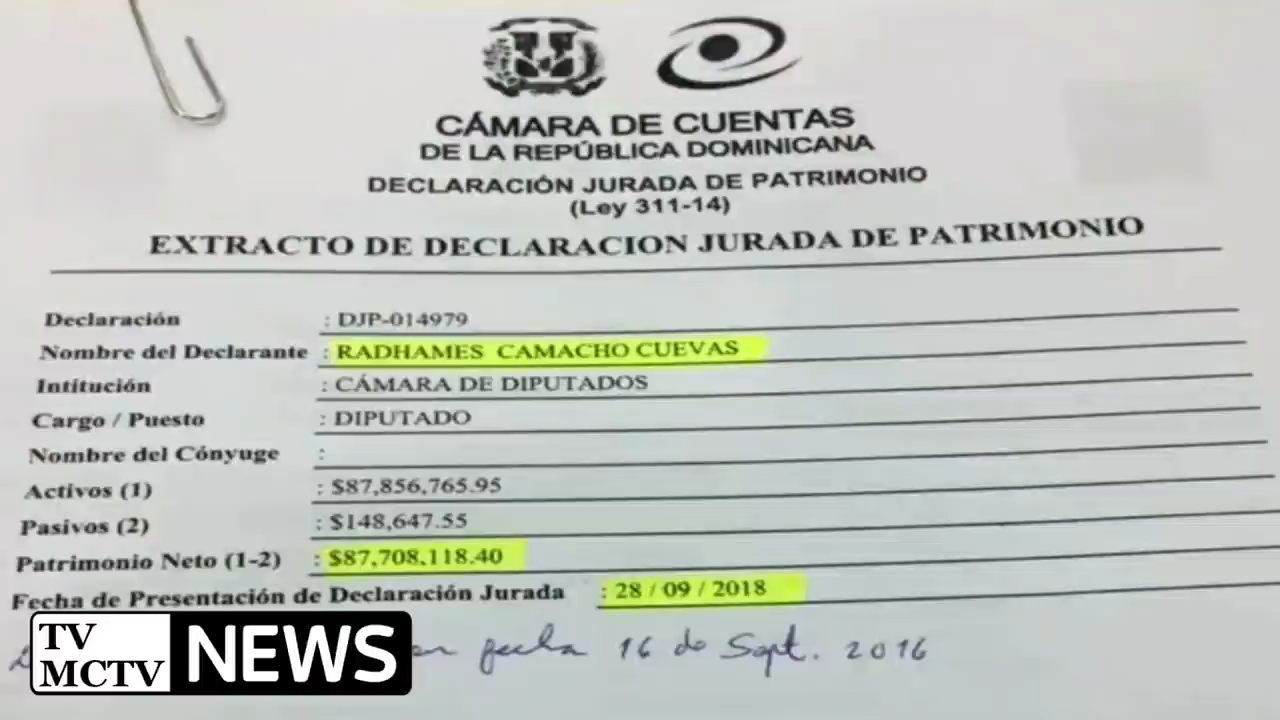 CÁMARA DE CUENTAS
DE LA REPÚBLICA DOMINICANA
DECLARACIÓN JURADA DE PATRIMONIO
(Ley 311-14)
EXTRACTO DE DECLARACION JURADA DE PATRIMONIO
Declaración : DJP-014979
Nombre del Declarante : RADHAMES CAMACHO CUEVAS
Intitución : CÁMARA DE DIPUTADOS
Cargo / Puesto : DIPUTADO
Nombre del Cónyuge :
Activos (1) : $87,856,765.95
Pasivos (2) : $148,647.55
Patrimonio Neto (1-2) : $87,708,118.40
Fecha de Presentación de Declaración Jurada : 28 / 09 / 2018
en fecha 16 de Sept. 2016
TV
MCTV
NEWS